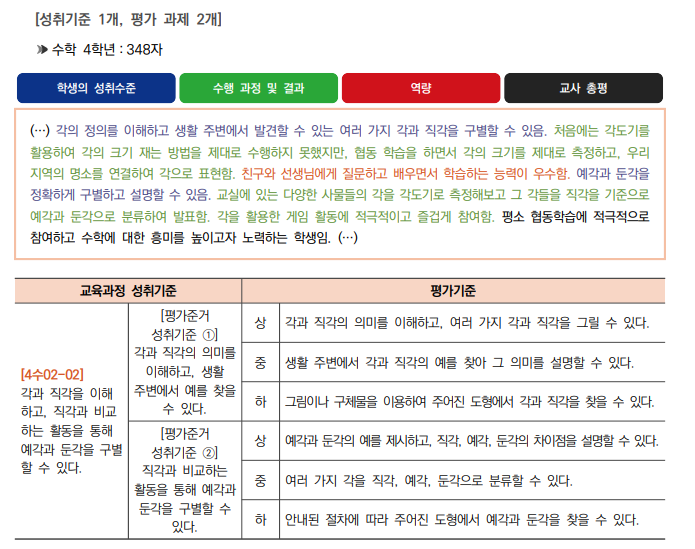 [성취기준 1개, 평가 과제 2개]
수학 4학년 : 348자
학생의 성취수준
수행 과정 및 결과
역량
교사 총평
(…) 각의 정의를 이해하고 생활 주변에서 발견할 수 있는 여러 가지 각과 직각을 구별할 수 있음. 처음에는 각도기를
활용하여 각의 크기 재는 방법을 제대로 수행하지 못했지만, 협동 학습을 하면서 각의 크기를 제대로 측정하고, 우리
지역의 명소를 연결하여 각으로 표현함. 친구와 선생님에게 질문하고 배우면서 학습하는 능력이 우수함. 예각과 둔각을
정확하게 구별하고 설명할 수 있음. 교실에 있는 다양한 사물들의 각을 각도기로 측정해보고 그 각들을 직각을 기준으로
예각과 둔각으로 분류하여 발표함. 각을 활용한 게임 활동에 적극적이고 즐겁게 참여함. 평소 협동학습에 적극적으로
참여하고 수학에 대한 흥미를 높이고자 노력하는 학생임. (…)
교육과정 성취기준
평가기준
[4수02-02]
각과 직각을 이해
하고, 직각과 비교
하는 활동을 통해
예각과 둔각을 구별
할 수 있다.
[평가준거
성취기준 ①]
각과 직각의 의미를
이해하고, 생활
주변에서 예를 찾을
수 있다.
상
각과 직각의 의미를 이해하고, 여러 가지 각과 직각을 그릴 수 있다.
중
생활 주변에서 각과 직각의 예를 찾아 그 의미를 설명할 수 있다.
하
그림이나 구체물을 이용하여 주어진 도형에서 각과 직각을 찾을 수 있다.
[평가준거
성취기준 ②]
직각과 비교하는
활동을 통해 예각과
둔각을 구별할 수
있다.
상
예각과 둔각의 예를 제시하고, 직각, 예각, 둔각의 차이점을 설명할 수 있다.
중
여러 가지 각을 직각, 예각, 둔각으로 분류할 수 있다.
하
안내된 절차에 따라 주어진 도형에서 예각과 둔각을 찾을 수 있다.